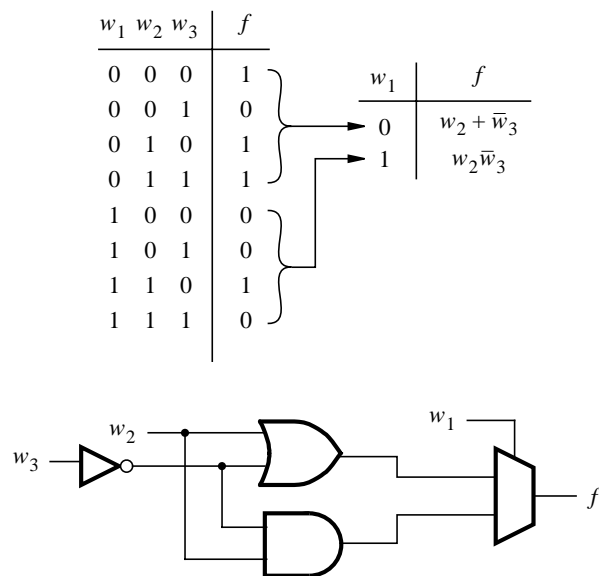 w₁ w₂ w₃ f
0 0 0 1
0 0 1 0
0 1 0 1
0 1 1 1
1 0 0 0
1 0 1 0
1 1 0 1
1 1 1 0
w₁ f
0 w₂ + w̅₃
1 w₂w̅₃
w₁
w₂
w₃
f